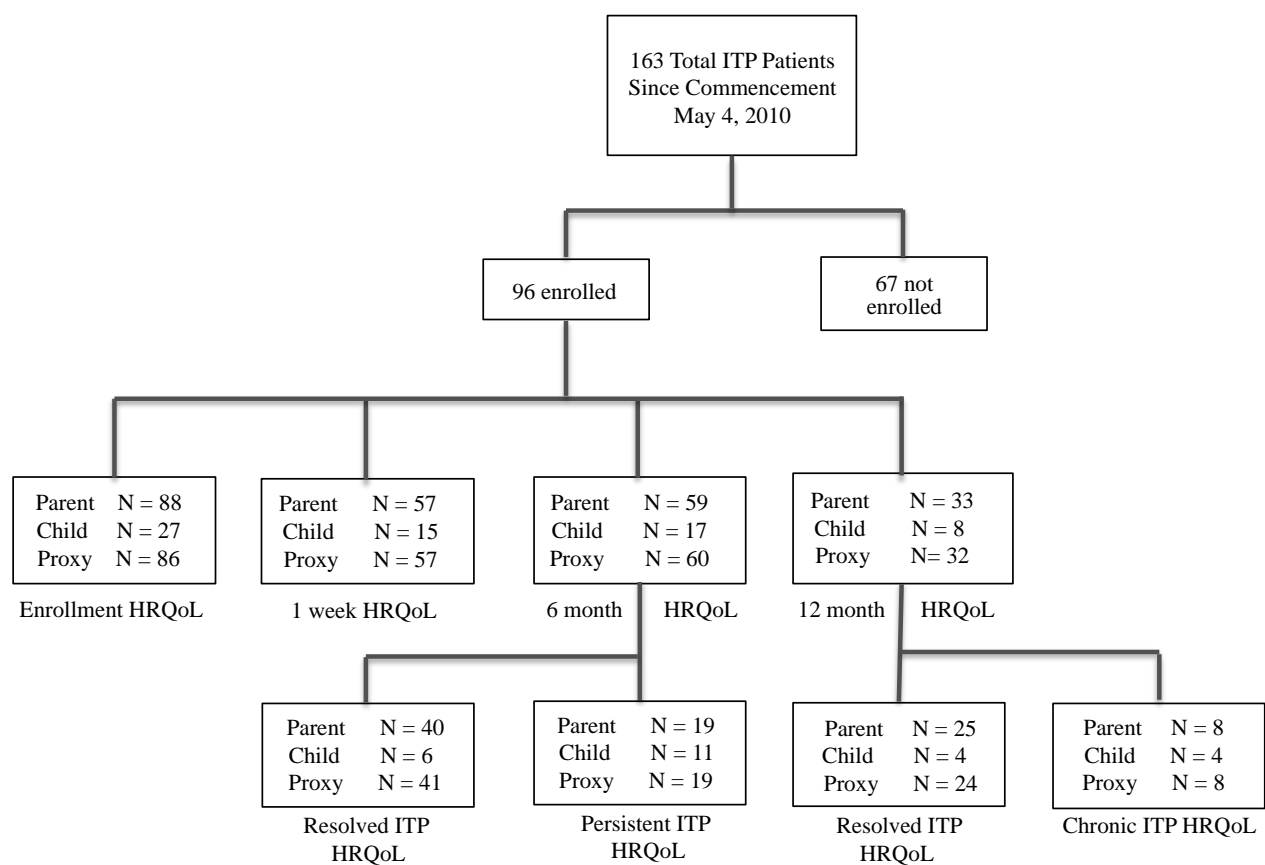 163 Total ITP Patients
Since Commencement
May 4, 2010
96 enrolled
67 not
enrolled
Parent N = 88
Child N = 27
Proxy N = 86
Enrollment HRQoL
Parent N = 57
Child N = 15
Proxy N = 57
1 week HRQoL
Parent N = 59
Child N = 17
Proxy N = 60
6 month HRQoL
Parent N = 33
Child N = 8
Proxy N= 32
12 month HRQoL
Parent N = 40
Child N = 6
Proxy N = 41
Resolved ITP
HRQoL
Parent N = 19
Child N = 11
Proxy N = 19
Persistent ITP
HRQoL
Parent N = 25
Child N = 4
Proxy N = 24
Resolved ITP
HRQoL
Parent N = 8
Child N = 4
Proxy N = 8
Chronic ITP HRQoL